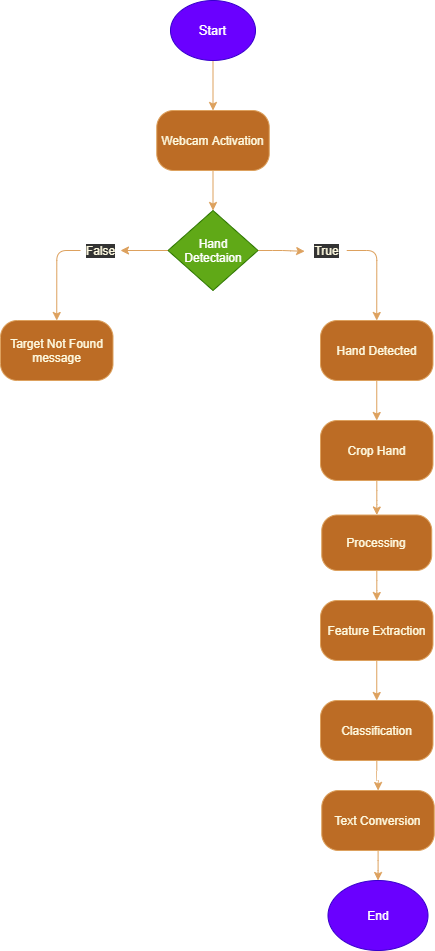 Start
Webcam Activation
Hand
Detectaion
False
True
Target Not Found
message
Hand Detected
Crop Hand
Processing
Feature Extraction
Classification
Text Conversion
End